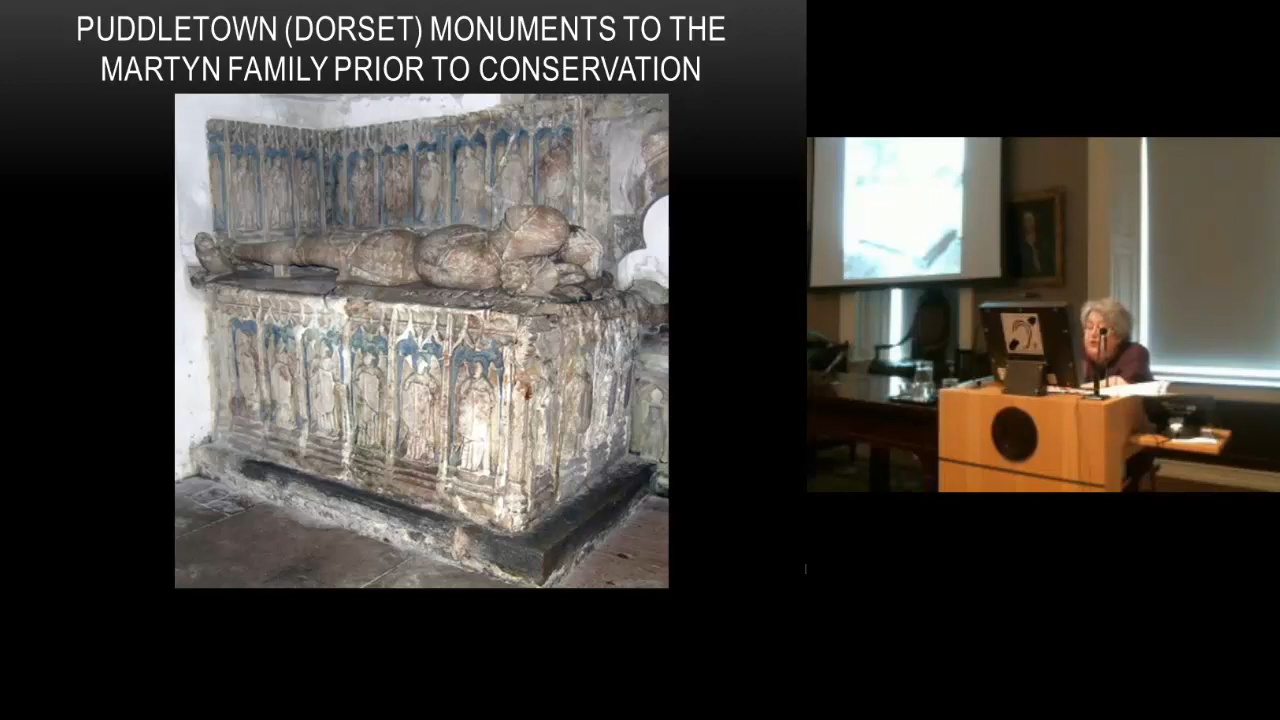 PUDDLETOWN (DORSET) MONUMENTS TO THE
MARTYN FAMILY PRIOR TO CONSERVATION